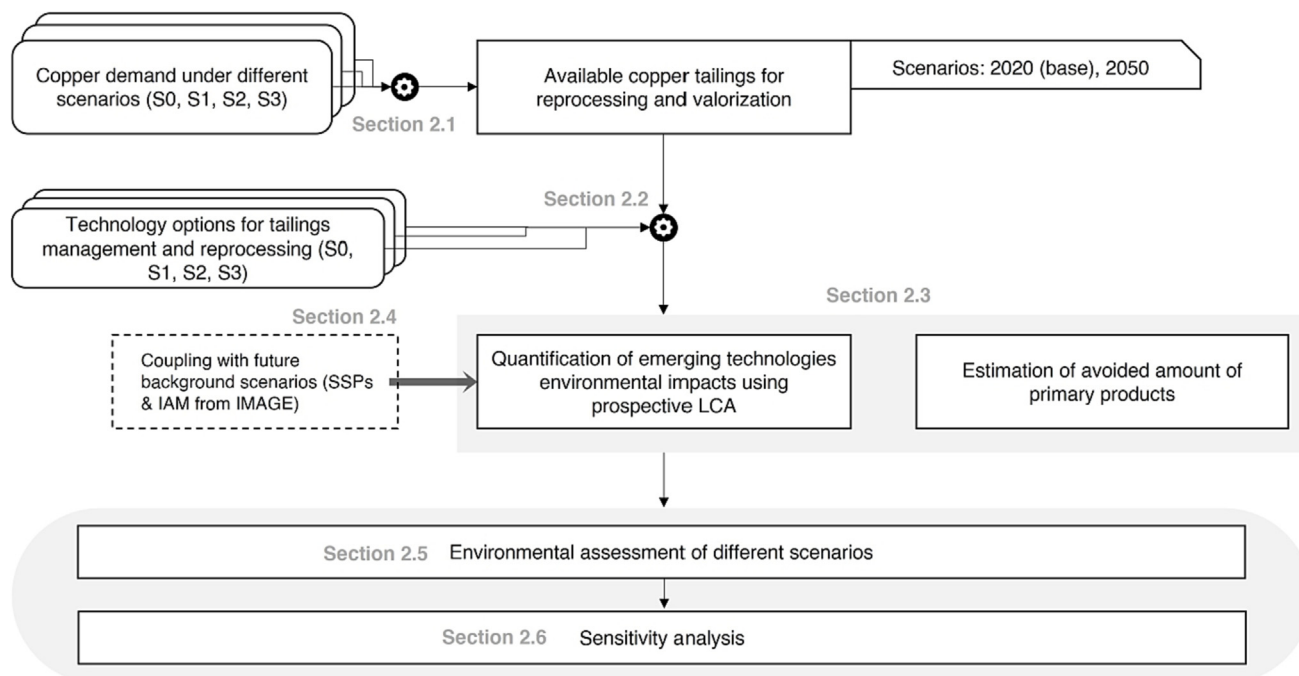 Copper demand under different
scenarios (S0, S1, S2, S3)
Section 2.1
Available copper tailings for
reprocessing and valorization
Scenarios: 2020 (base), 2050
Section 2.2
Technology options for tailings
management and reprocessing (S0,
S1, S2, S3)
Section 2.3
Section 2.4
Coupling with future
background scenarios (SSPs
& IAM from IMAGE)
Quantification of emerging technologies
environmental impacts using
prospective LCA
Estimation of avoided amount of
primary products
Section 2.5 Environmental assessment of different scenarios
Section 2.6 Sensitivity analysis